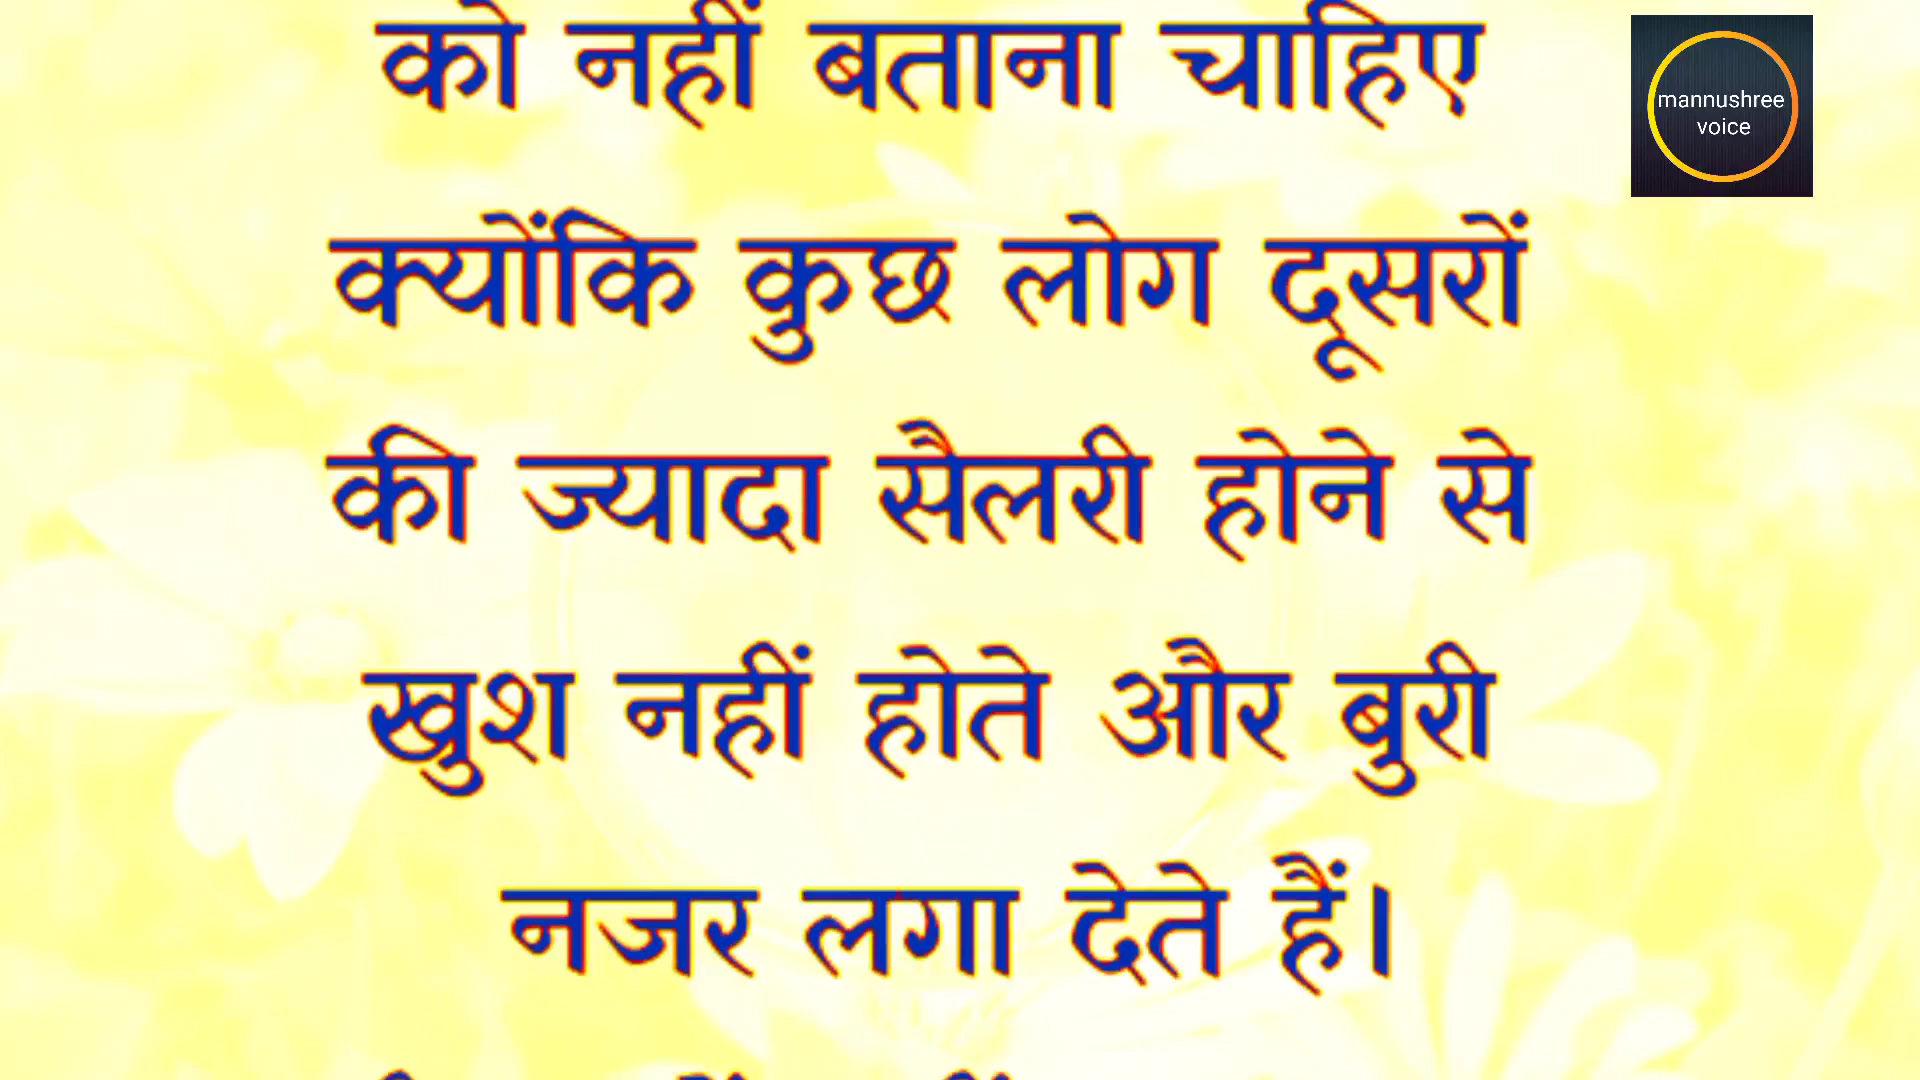 को नहीं बताना चाहिए
mannushree
voice
क्योंकि कुछ लोग दूसरों
की ज्यादा सैलरी होने से
खुश नहीं होते और बुरी
नजर लगा देते हैं।